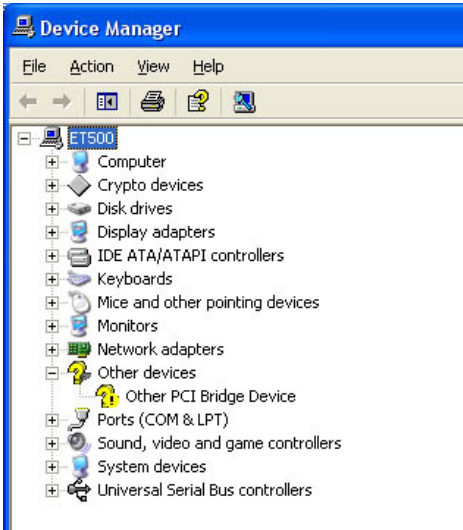 Device Manager
File Action View Help
ET500
Computer
Crypto devices
Disk drives
Display adapters
IDE ATA/ATAPI controllers
Keyboards
Mice and other pointing devices
Monitors
Network adapters
Other devices
Other PCI Bridge Device
Ports (COM & LPT)
Sound, video and game controllers
System devices
Universal Serial Bus controllers